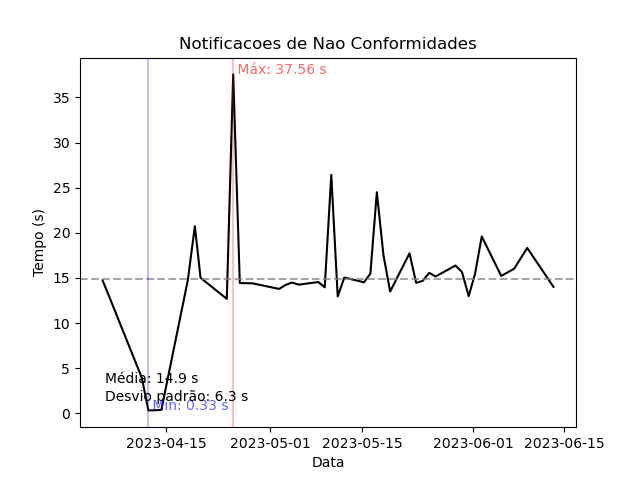 Notificacoes de Nao Conformidades
Máx: 37.56 s
35
30
25
20
15
10
5
0
Tempo (s)
Média: 14.9 s
Desvio padrão: 6.3 s
Min: 0.33 s
2023-04-15 2023-05-01 2023-05-15 2023-06-01 2023-06-15
Data